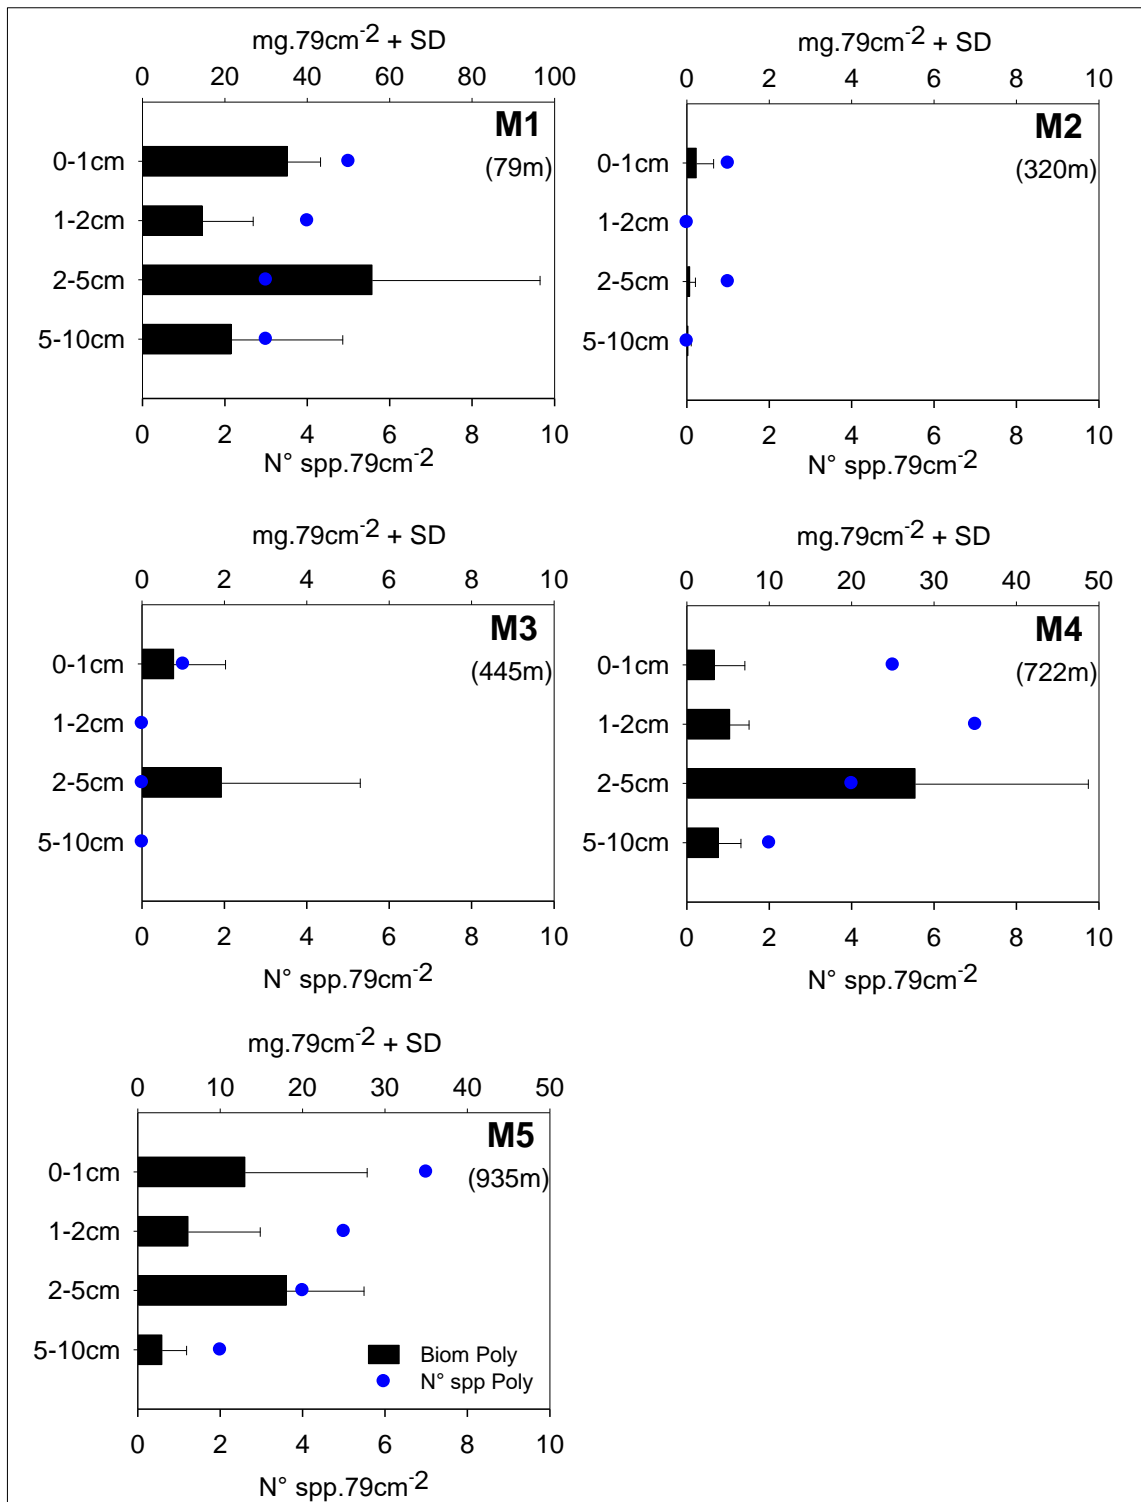 mg.79cm-2 + SD
0 20 40 60 80 100
M1
(79m)
0-1cm
1-2cm
2-5cm
5-10cm
0 2 4 6 8 10
N° spp.79cm-2
mg.79cm-2 + SD
0 2 4 6 8 10
M2
(320m)
0-1cm
1-2cm
2-5cm
5-10cm
0 2 4 6 8 10
N° spp.79cm-2
mg.79cm-2 + SD
0 2 4 6 8 10
M3
(445m)
0-1cm
1-2cm
2-5cm
5-10cm
0 2 4 6 8 10
N° spp.79cm-2
mg.79cm-2 + SD
0 10 20 30 40 50
M4
(722m)
0-1cm
1-2cm
2-5cm
5-10cm
0 2 4 6 8 10
N° spp.79cm-2
mg.79cm-2 + SD
0 10 20 30 40 50
M5
(935m)
0-1cm
1-2cm
2-5cm
5-10cm
Biom Poly
N° spp Poly
0 2 4 6 8 10
N° spp.79cm-2